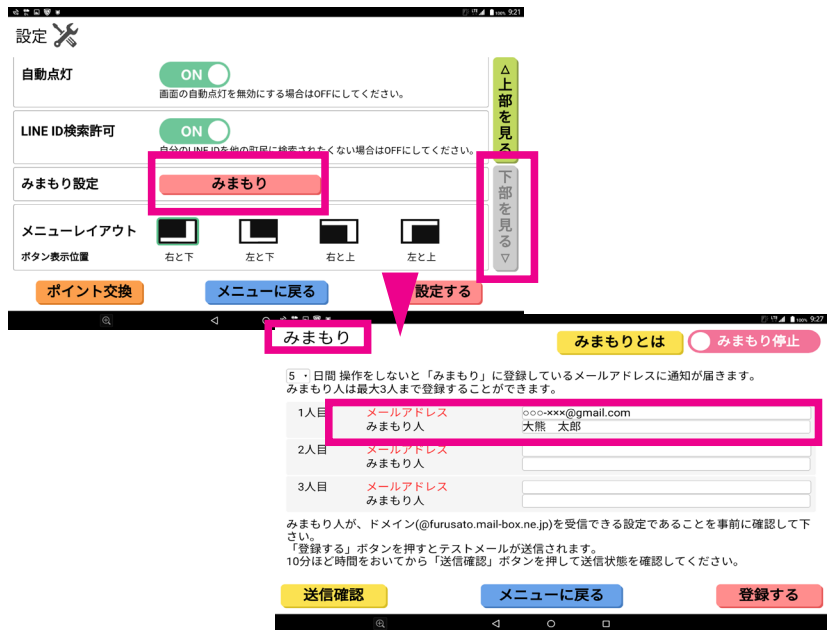 100% 9:21
設定
自動点灯
ON
画面の自動点灯を無効にする場合はOFFにしてください。
LINE ID検索許可
ON
自分のLINE IDを他の町民に検索されたくない場合はOFFにしてください。
みまもり設定
みまもり
メニューレイアウト
ボタン表示位置
右と下
左と下
右と上
左と上
△上部を見る
下部を見る▽
ポイント交換
メニューに戻る
設定する
100% 9:27
みまもり
みまもりとは
みまもり停止
5 日間 操作をしないと「みまもり」に登録しているメールアドレスに通知が届きます。
みまもり人は最大3人まで登録することができます。
1人目 メールアドレス ○○○-×××@gmail.com
みまもり人 大熊 太郎
2人目 メールアドレス
みまもり人
3人目 メールアドレス
みまもり人
みまもり人が、ドメイン(@furusato.mail-box.ne.jp)を受信できる設定であることを事前に確認して下
さい。
「登録する」ボタンを押すとテストメールが送信されます。
10分ほど時間をおいてから「送信確認」ボタンを押して送信状態を確認してください。
送信確認
メニューに戻る
登録する